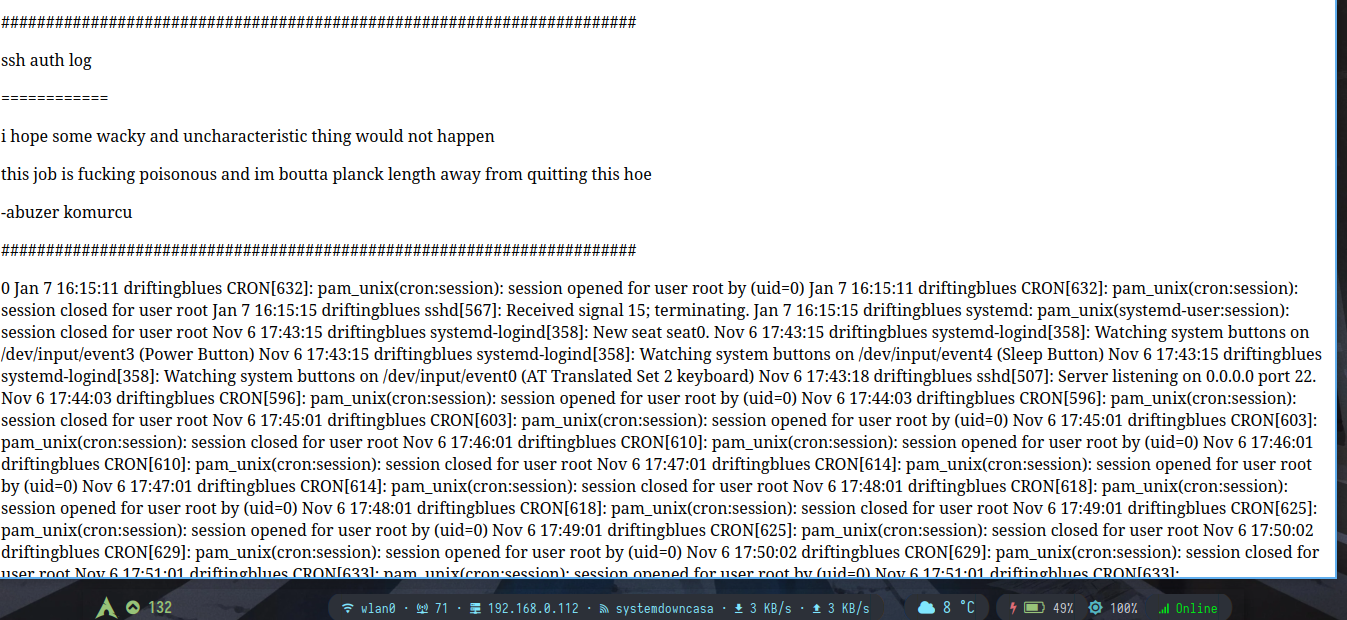 ######################################################################
ssh auth log
============
i hope some wacky and uncharacteristic thing would not happen
this job is fucking poisonous and im boutta planck length away from quitting this hoe
-abuzer komurcu
######################################################################
0 Jan 7 16:15:11 driftingblues CRON[632]: pam_unix(cron:session): session opened for user root by (uid=0) Jan 7 16:15:11 driftingblues CRON[632]: pam_unix(cron:session):
session closed for user root Jan 7 16:15:15 driftingblues sshd[567]: Received signal 15; terminating. Jan 7 16:15:15 driftingblues systemd: pam_unix(systemd-user:session):
session closed for user root Nov 6 17:43:15 driftingblues systemd-logind[358]: New seat seat0. Nov 6 17:43:15 driftingblues systemd-logind[358]: Watching system buttons on
/dev/input/event3 (Power Button) Nov 6 17:43:15 driftingblues systemd-logind[358]: Watching system buttons on /dev/input/event4 (Sleep Button) Nov 6 17:43:15 driftingblues
systemd-logind[358]: Watching system buttons on /dev/input/event0 (AT Translated Set 2 keyboard) Nov 6 17:43:18 driftingblues sshd[507]: Server listening on 0.0.0.0 port 22.
Nov 6 17:44:03 driftingblues CRON[596]: pam_unix(cron:session): session opened for user root by (uid=0) Nov 6 17:44:03 driftingblues CRON[596]: pam_unix(cron:session):
session closed for user root Nov 6 17:45:01 driftingblues CRON[603]: pam_unix(cron:session): session opened for user root by (uid=0) Nov 6 17:45:01 driftingblues CRON[603]:
pam_unix(cron:session): session closed for user root Nov 6 17:46:01 driftingblues CRON[610]: pam_unix(cron:session): session opened for user root by (uid=0) Nov 6 17:46:01
driftingblues CRON[610]: pam_unix(cron:session): session closed for user root Nov 6 17:47:01 driftingblues CRON[614]: pam_unix(cron:session): session opened for user root
by (uid=0) Nov 6 17:47:01 driftingblues CRON[614]: pam_unix(cron:session): session closed for user root Nov 6 17:48:01 driftingblues CRON[618]: pam_unix(cron:session):
session opened for user root by (uid=0) Nov 6 17:48:01 driftingblues CRON[618]: pam_unix(cron:session): session closed for user root Nov 6 17:49:01 driftingblues CRON[625]:
pam_unix(cron:session): session opened for user root by (uid=0) Nov 6 17:49:01 driftingblues CRON[625]: pam_unix(cron:session): session closed for user root Nov 6 17:50:02
driftingblues CRON[629]: pam_unix(cron:session): session opened for user root by (uid=0) Nov 6 17:50:02 driftingblues CRON[629]: pam_unix(cron:session): session closed for
user root Nov 6 17:51:01 driftingblues CRON[633]: pam_unix(cron:session): session opened for user root by (uid=0) Nov 6 17:51:01 driftingblues CRON[633]:
132 wlan0 · 71 · 192.168.0.112 · systemdowncasa · 3 KB/s · 3 KB/s 8 °C 49% 100% Online